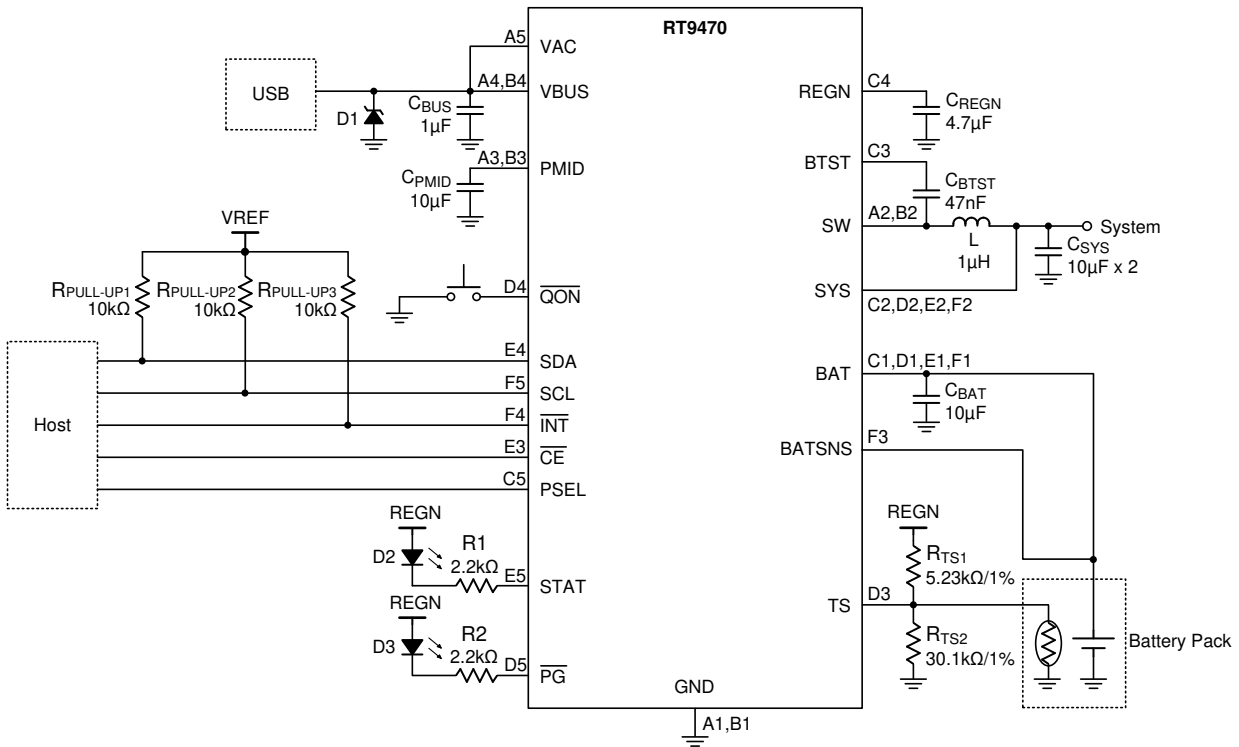 RT9470
A5
VAC
USB
A4,B4
VBUS
D1
CBUS
1µF
A3,B3
PMID
CPMID
10µF
VREF
RPULL-UP1
10kΩ
RPULL-UP2
10kΩ
RPULL-UP3
10kΩ
D4
QON
Host
E4
SDA
F5
SCL
F4
INT
E3
CE
C5
PSEL
REGN
D2
R1
2.2kΩ
E5
STAT
REGN
D3
R2
2.2kΩ
D5
PG
GND
A1,B1
REGN
C4
CREGN
4.7µF
BTST
C3
CBTST
47nF
SW
A2,B2
L
1µH
System
CSYS
10µF x 2
SYS
C2,D2,E2,F2
BAT
C1,D1,E1,F1
CBAT
10µF
BATSNS
F3
REGN
RTS1
5.23kΩ/1%
TS
D3
RTS2
30.1kΩ/1%
Battery Pack